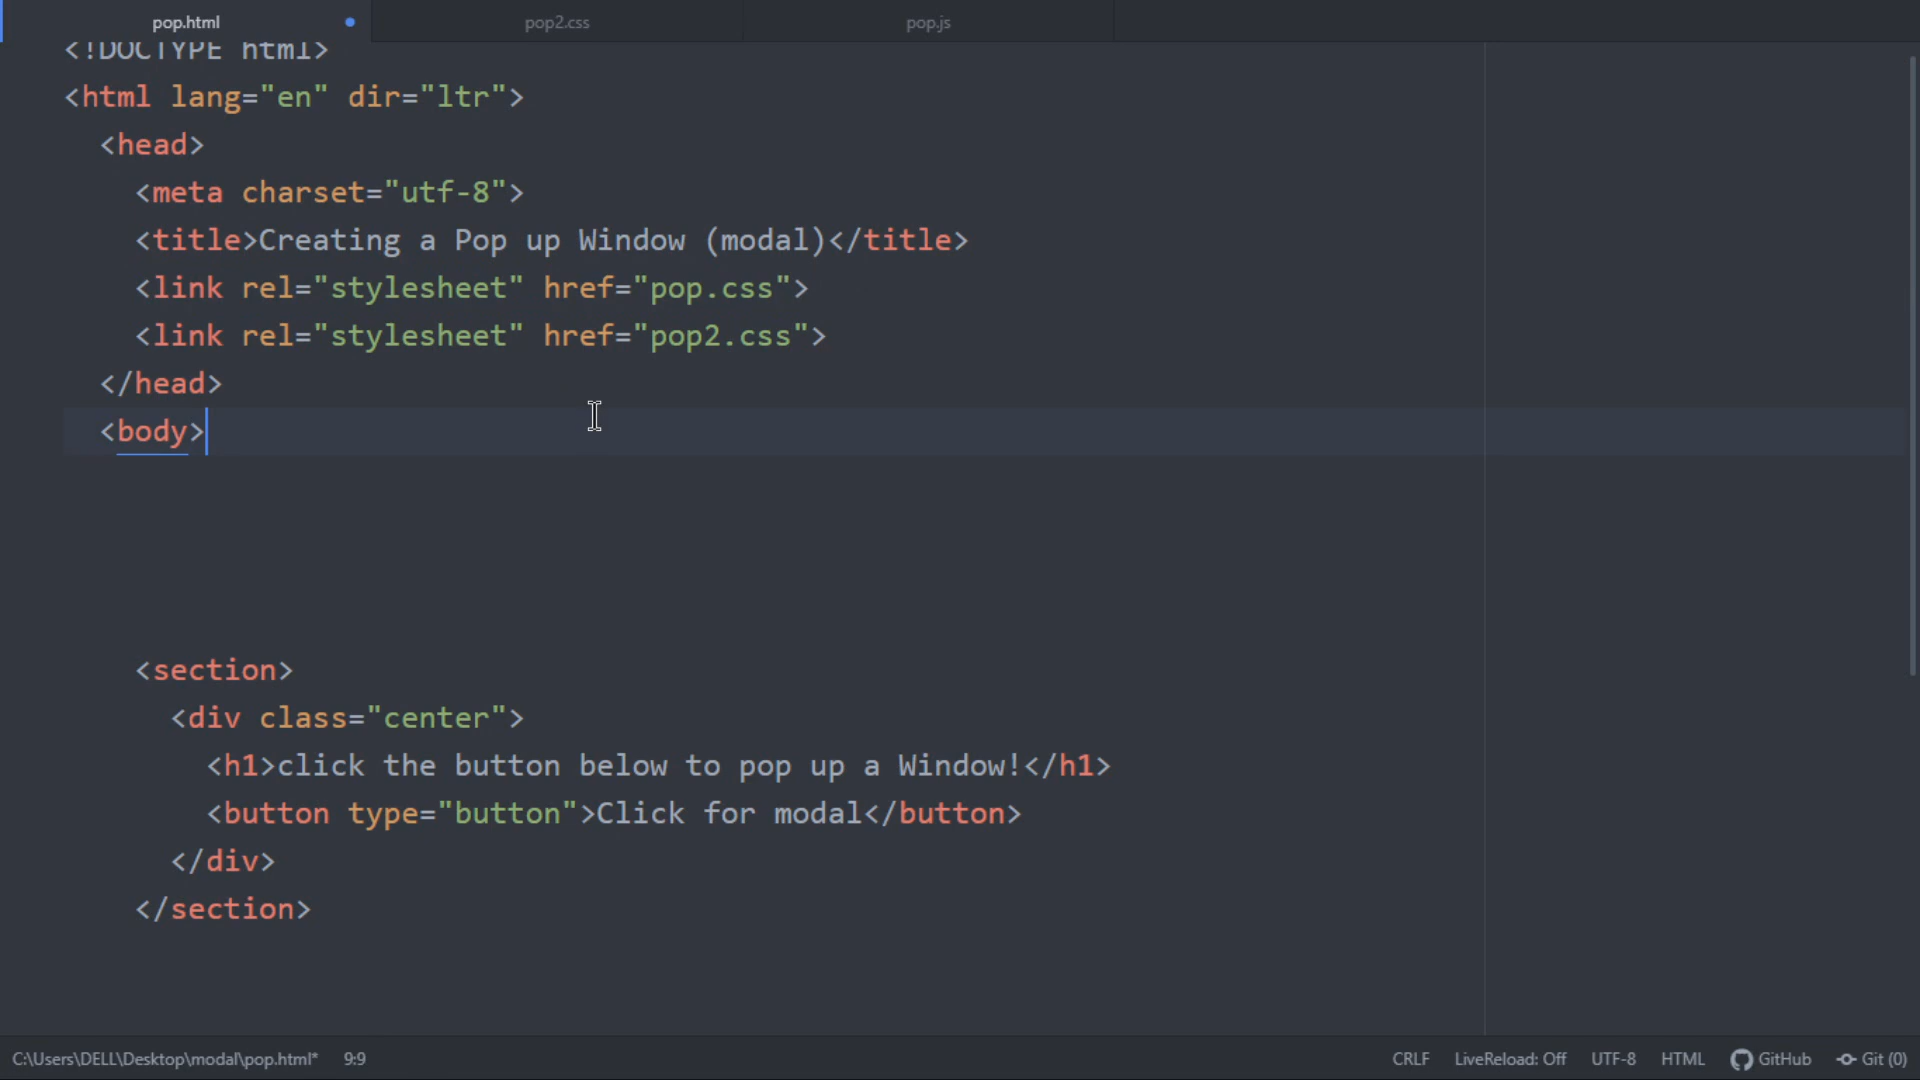 pop.html pop2.css pop.js
<!DOCTYPE html>
<html lang="en" dir="ltr">
<head>
<meta charset="utf-8">
<title>Creating a Pop up Window (modal)</title>
<link rel="stylesheet" href="pop.css">
<link rel="stylesheet" href="pop2.css">
</head>
<body>
<section>
<div class="center">
<h1>click the button below to pop up a Window!</h1>
<button type="button">Click for modal</button>
</div>
</section>
C:\Users\DELL\Desktop\modal\pop.html* 9:9 CRLF LiveReload: Off UTF-8 HTML GitHub Git (0)